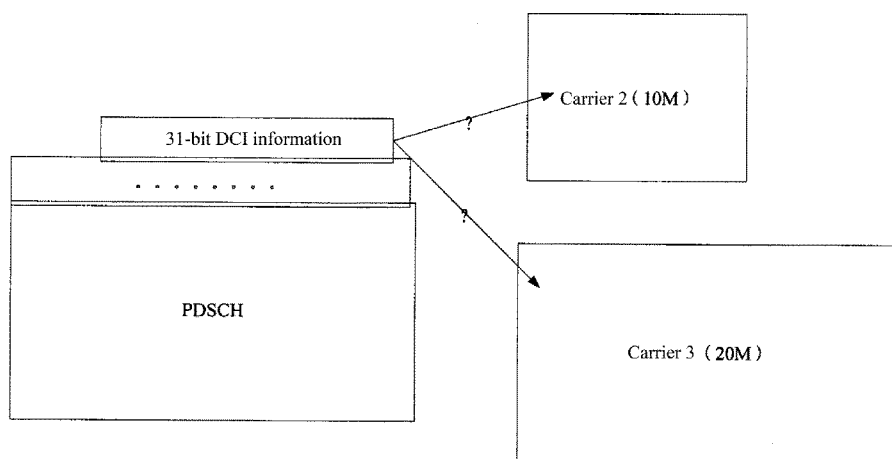 Carrier 2 ( 10M )
31-bit DCI information
?
. . . . . . . .
?
PDSCH
Carrier 3 ( 20M )